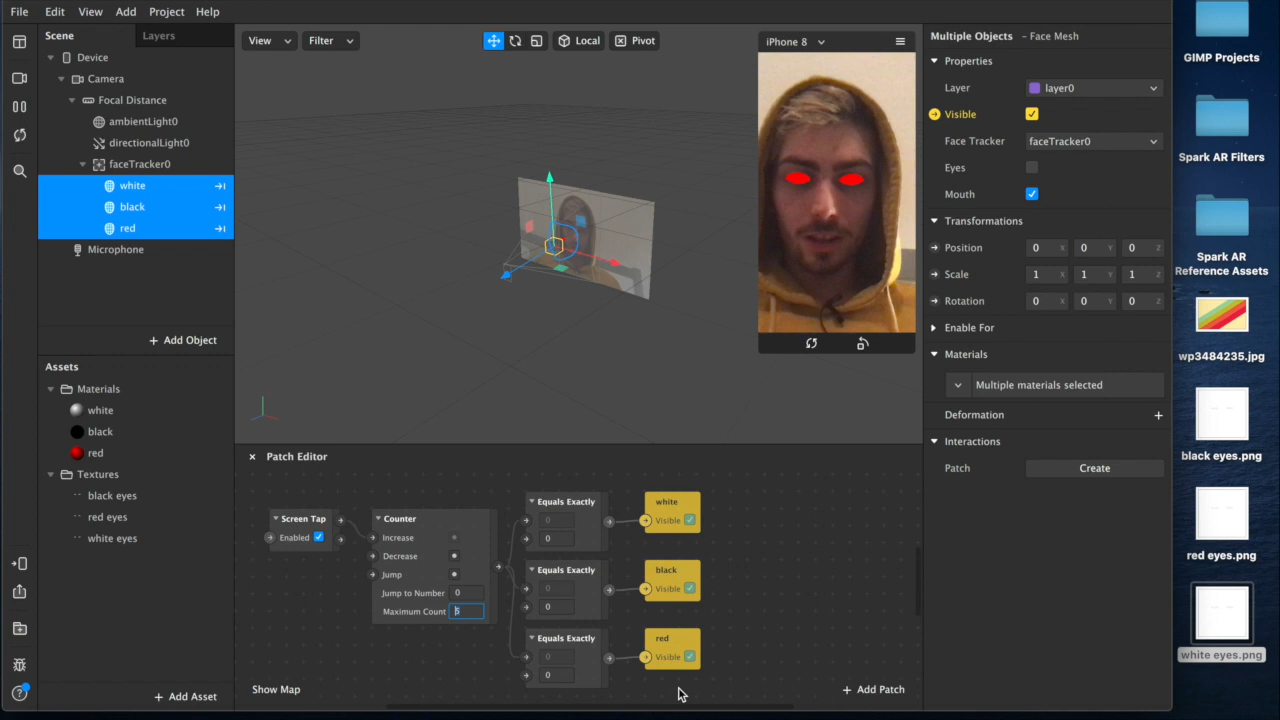 File Edit View Add Project Help
Scene Layers
Device
Camera
Focal Distance
ambientLight0
directionalLight0
faceTracker0
white
black
red
Microphone
Add Object
Assets
Materials
white
black
red
Textures
black eyes
red eyes
white eyes
Add Asset
View Filter Local Pivot
iPhone 8
Patch Editor
Screen Tap
Enabled
Counter
Increase
Decrease
Jump
Jump to Number 0
Maximum Count 5
Equals Exactly
0
0
white
Visible
Equals Exactly
0
0
black
Visible
Equals Exactly
0
0
red
Visible
Show Map
Add Patch
Multiple Objects - Face Mesh
Properties
Layer layer0
Visible
Face Tracker faceTracker0
Eyes
Mouth
Transformations
Position 0 X 0 Y 0 Z
Scale 1 X 1 Y 1 Z
Rotation 0 X 0 Y 0 Z
Enable For
Materials
Multiple materials selected
Deformation
Interactions
Patch Create
GIMP Projects
Spark AR Filters
Spark AR
Reference Assets
wp3484235.jpg
black eyes.png
red eyes.png
white eyes.png